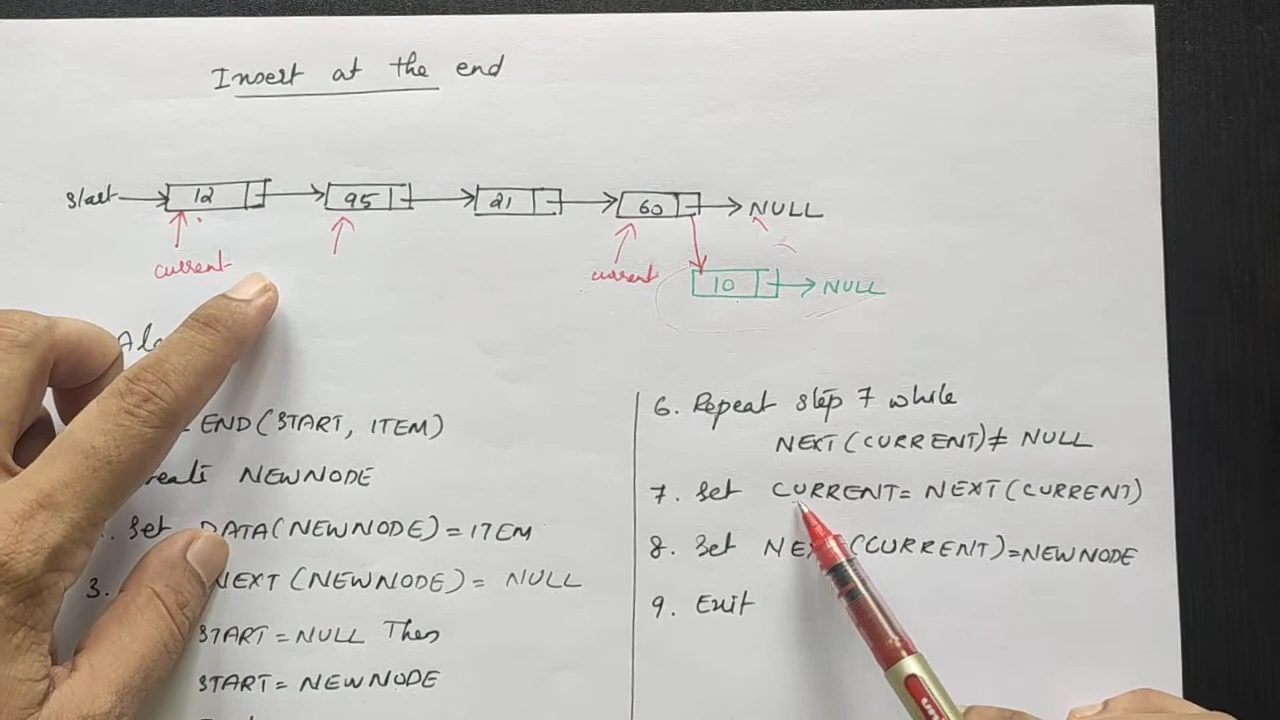 Insert at the end
Start 12 95 21 60 NULL
current current
10 NULL
END (START, ITEM)
NEWNODE
Set DATA(NEWNODE) = ITEM
3. NEXT (NEWNODE) = NULL
START = NULL Then
START = NEWNODE
6. Repeat step 7 while
NEXT (CURRENT) ≠ NULL
7. Set CURRENT = NEXT (CURRENT)
8. Set (CURRENT) = NEWNODE
9. Exit